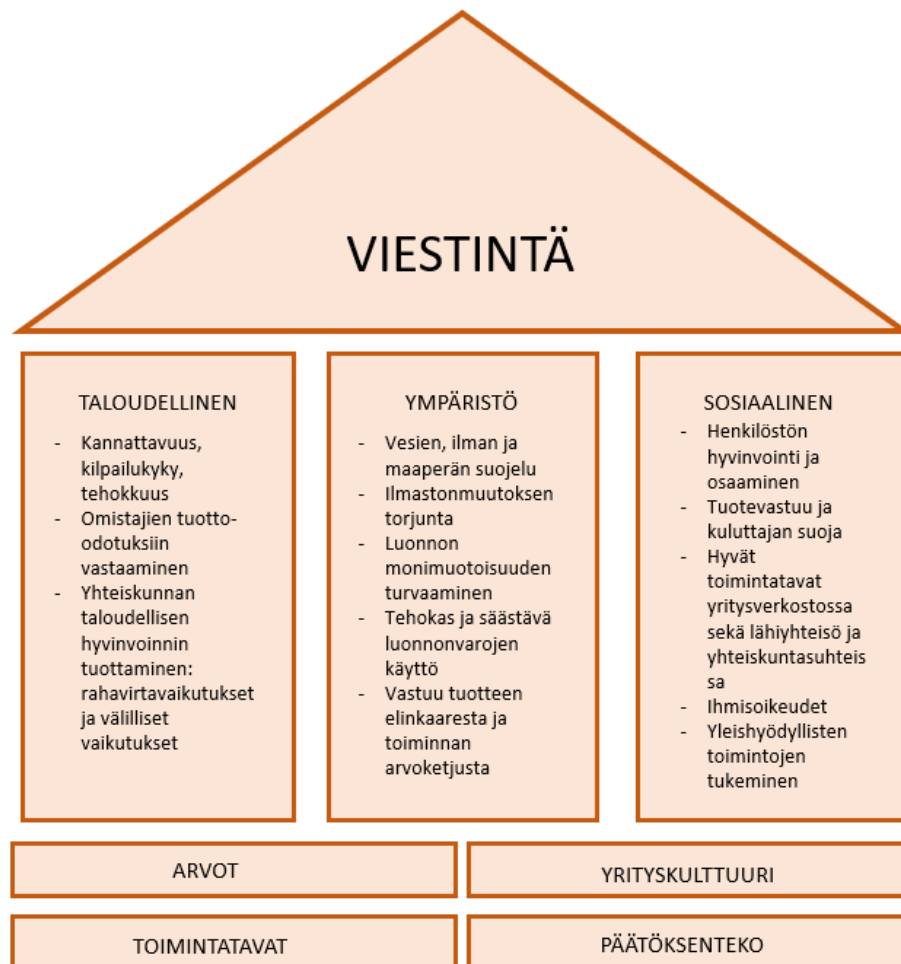 VIESTINTÄ
TALOUDELLINEN
- Kannattavuus,
kilpailukyky,
tehokkuus
- Omistajien tuotto-
odotuksiin
vastaaminen
- Yhteiskunnan
taloudellisen
hyvinvoinnin
tuottaminen:
rahavirtavaikutukset
ja välilliset
vaikutukset
YMPÄRISTÖ
- Vesien, ilman ja
maaperän suojelu
- Ilmastonmuutoksen
torjunta
- Luonnon
monimuotoisuuden
turvaaminen
- Tehokas ja säästävä
luonnonvarojen
käyttö
- Vastuu tuotteen
elinkaaresta ja
toiminnan
arvoketjusta
SOSIAALINEN
- Henkilöstön
hyvinvointi ja
osaaminen
- Tuotevastuu ja
kuluttajan suoja
- Hyvät
toimintatavat
yritysverkostossa
sekä lähiyhteisö ja
yhteiskuntasuhteis
sa
- Ihmisoikeudet
- Yleishyödyllisten
toimintojen
tukeminen
ARVOT
YRITYSKULTTUURI
TOIMINTATAVAT
PÄÄTÖKSENTEKO